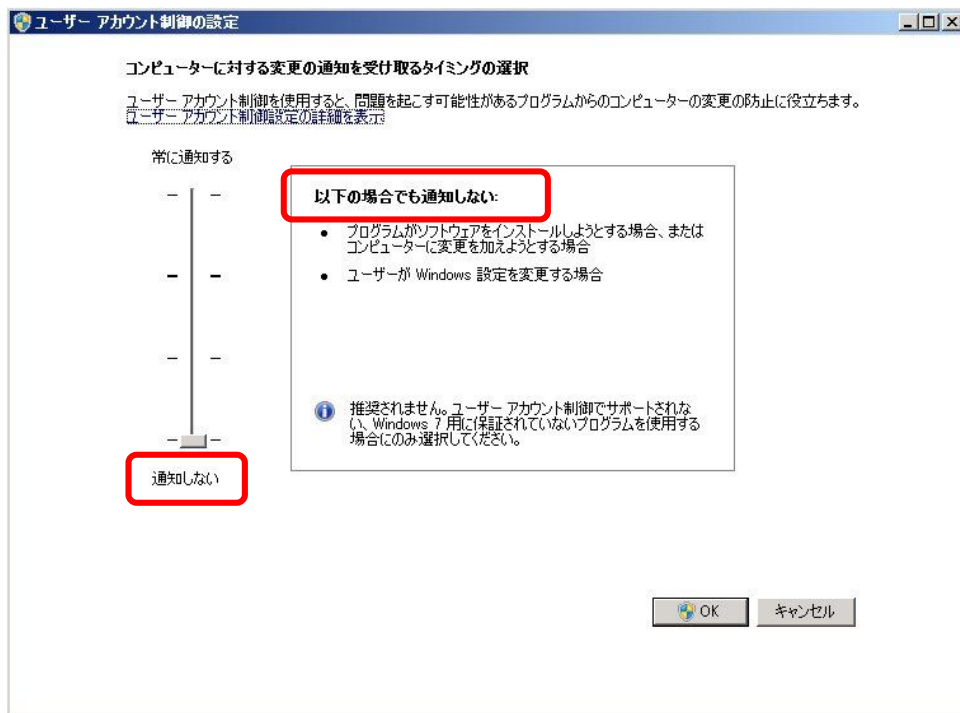 ユーザー アカウント制御の設定
コンピューターに対する変更の通知を受け取るタイミングの選択
ユーザー アカウント制御を使用すると、問題を起こす可能性があるプログラムからのコンピューターの変更の防止に役立ちます。
ユーザー アカウント制御設定の詳細を表示
常に通知する
以下の場合でも通知しない:
● プログラムがソフトウェアをインストールしようとする場合、または
コンピューターに変更を加えようとする場合
● ユーザーが Windows 設定を変更する場合
推奨されません。ユーザー アカウント制御でサポートされな
い、Windows 7 用に保証されていないプログラムを使用する
場合にのみ選択してください。
通知しない
OK キャンセル